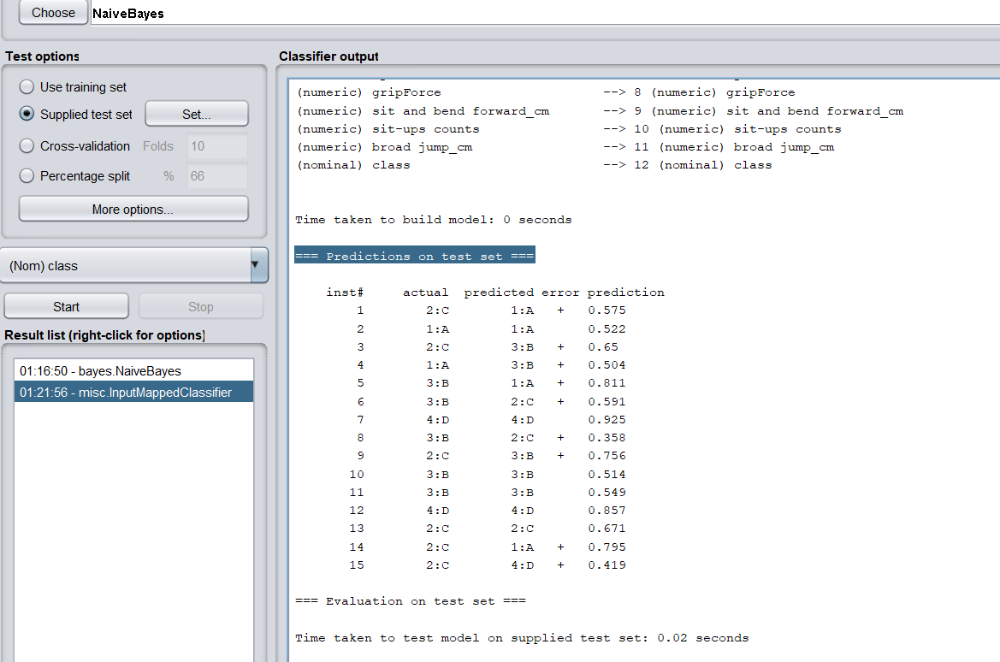 Choose NaiveBayes
Test options
Use training set
Supplied test set Set...
Cross-validation Folds 10
Percentage split % 66
More options...
(Nom) class
Start Stop
Result list (right-click for options)
01:16:50 - bayes.NaiveBayes
01:21:56 - misc.InputMappedClassifier
Classifier output
(numeric) gripForce --> 8 (numeric) gripForce
(numeric) sit and bend forward_cm --> 9 (numeric) sit and bend forward_cm
(numeric) sit-ups counts --> 10 (numeric) sit-ups counts
(numeric) broad jump_cm --> 11 (numeric) broad jump_cm
(nominal) class --> 12 (nominal) class
Time taken to build model: 0 seconds
=== Predictions on test set ===
inst# actual predicted error prediction
1 2:C 1:A + 0.575
2 1:A 1:A 0.522
3 2:C 3:B + 0.65
4 1:A 3:B + 0.504
5 3:B 1:A + 0.811
6 3:B 2:C + 0.591
7 4:D 4:D 0.925
8 3:B 2:C + 0.358
9 2:C 3:B + 0.756
10 3:B 3:B 0.514
11 3:B 3:B 0.549
12 4:D 4:D 0.857
13 2:C 2:C 0.671
14 2:C 1:A + 0.795
15 2:C 4:D + 0.419
=== Evaluation on test set ===
Time taken to test model on supplied test set: 0.02 seconds